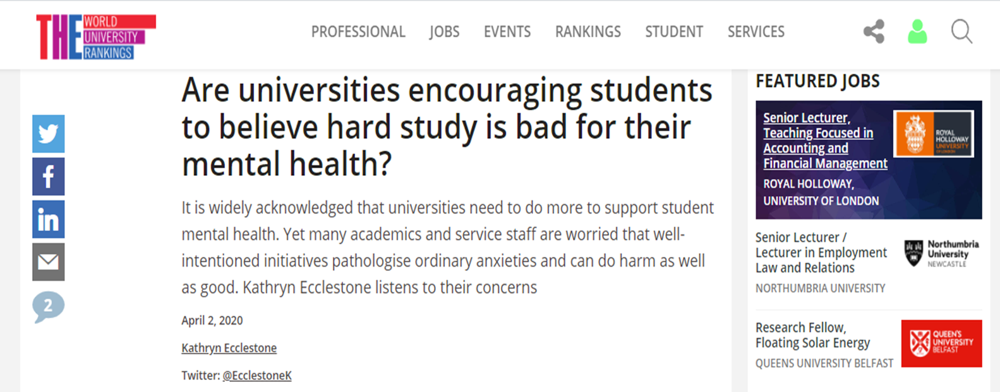 THE WORLD
UNIVERSITY
RANKINGS
PROFESSIONAL JOBS EVENTS RANKINGS STUDENT SERVICES
Are universities encouraging students
to believe hard study is bad for their
mental health?
It is widely acknowledged that universities need to do more to support student
mental health. Yet many academics and service staff are worried that well-
intentioned initiatives pathologise ordinary anxieties and can do harm as well
as good. Kathryn Ecclestone listens to their concerns
April 2, 2020
Kathryn Ecclestone
Twitter: @EcclestoneK
f
in
2
FEATURED JOBS
Senior Lecturer,
Teaching Focused in
Accounting and
Financial Management
ROYAL HOLLOWAY,
UNIVERSITY OF LONDON
ROYAL
HOLLOWAY
UNIVERSITY
OF LONDON
Senior Lecturer /
Lecturer in Employment
Law and Relations
NORTHUMBRIA UNIVERSITY
Northumbria
University
NEWCASTLE
Research Fellow,
Floating Solar Energy
QUEENS UNIVERSITY BELFAST
QUEEN'S
UNIVERSITY
BELFAST